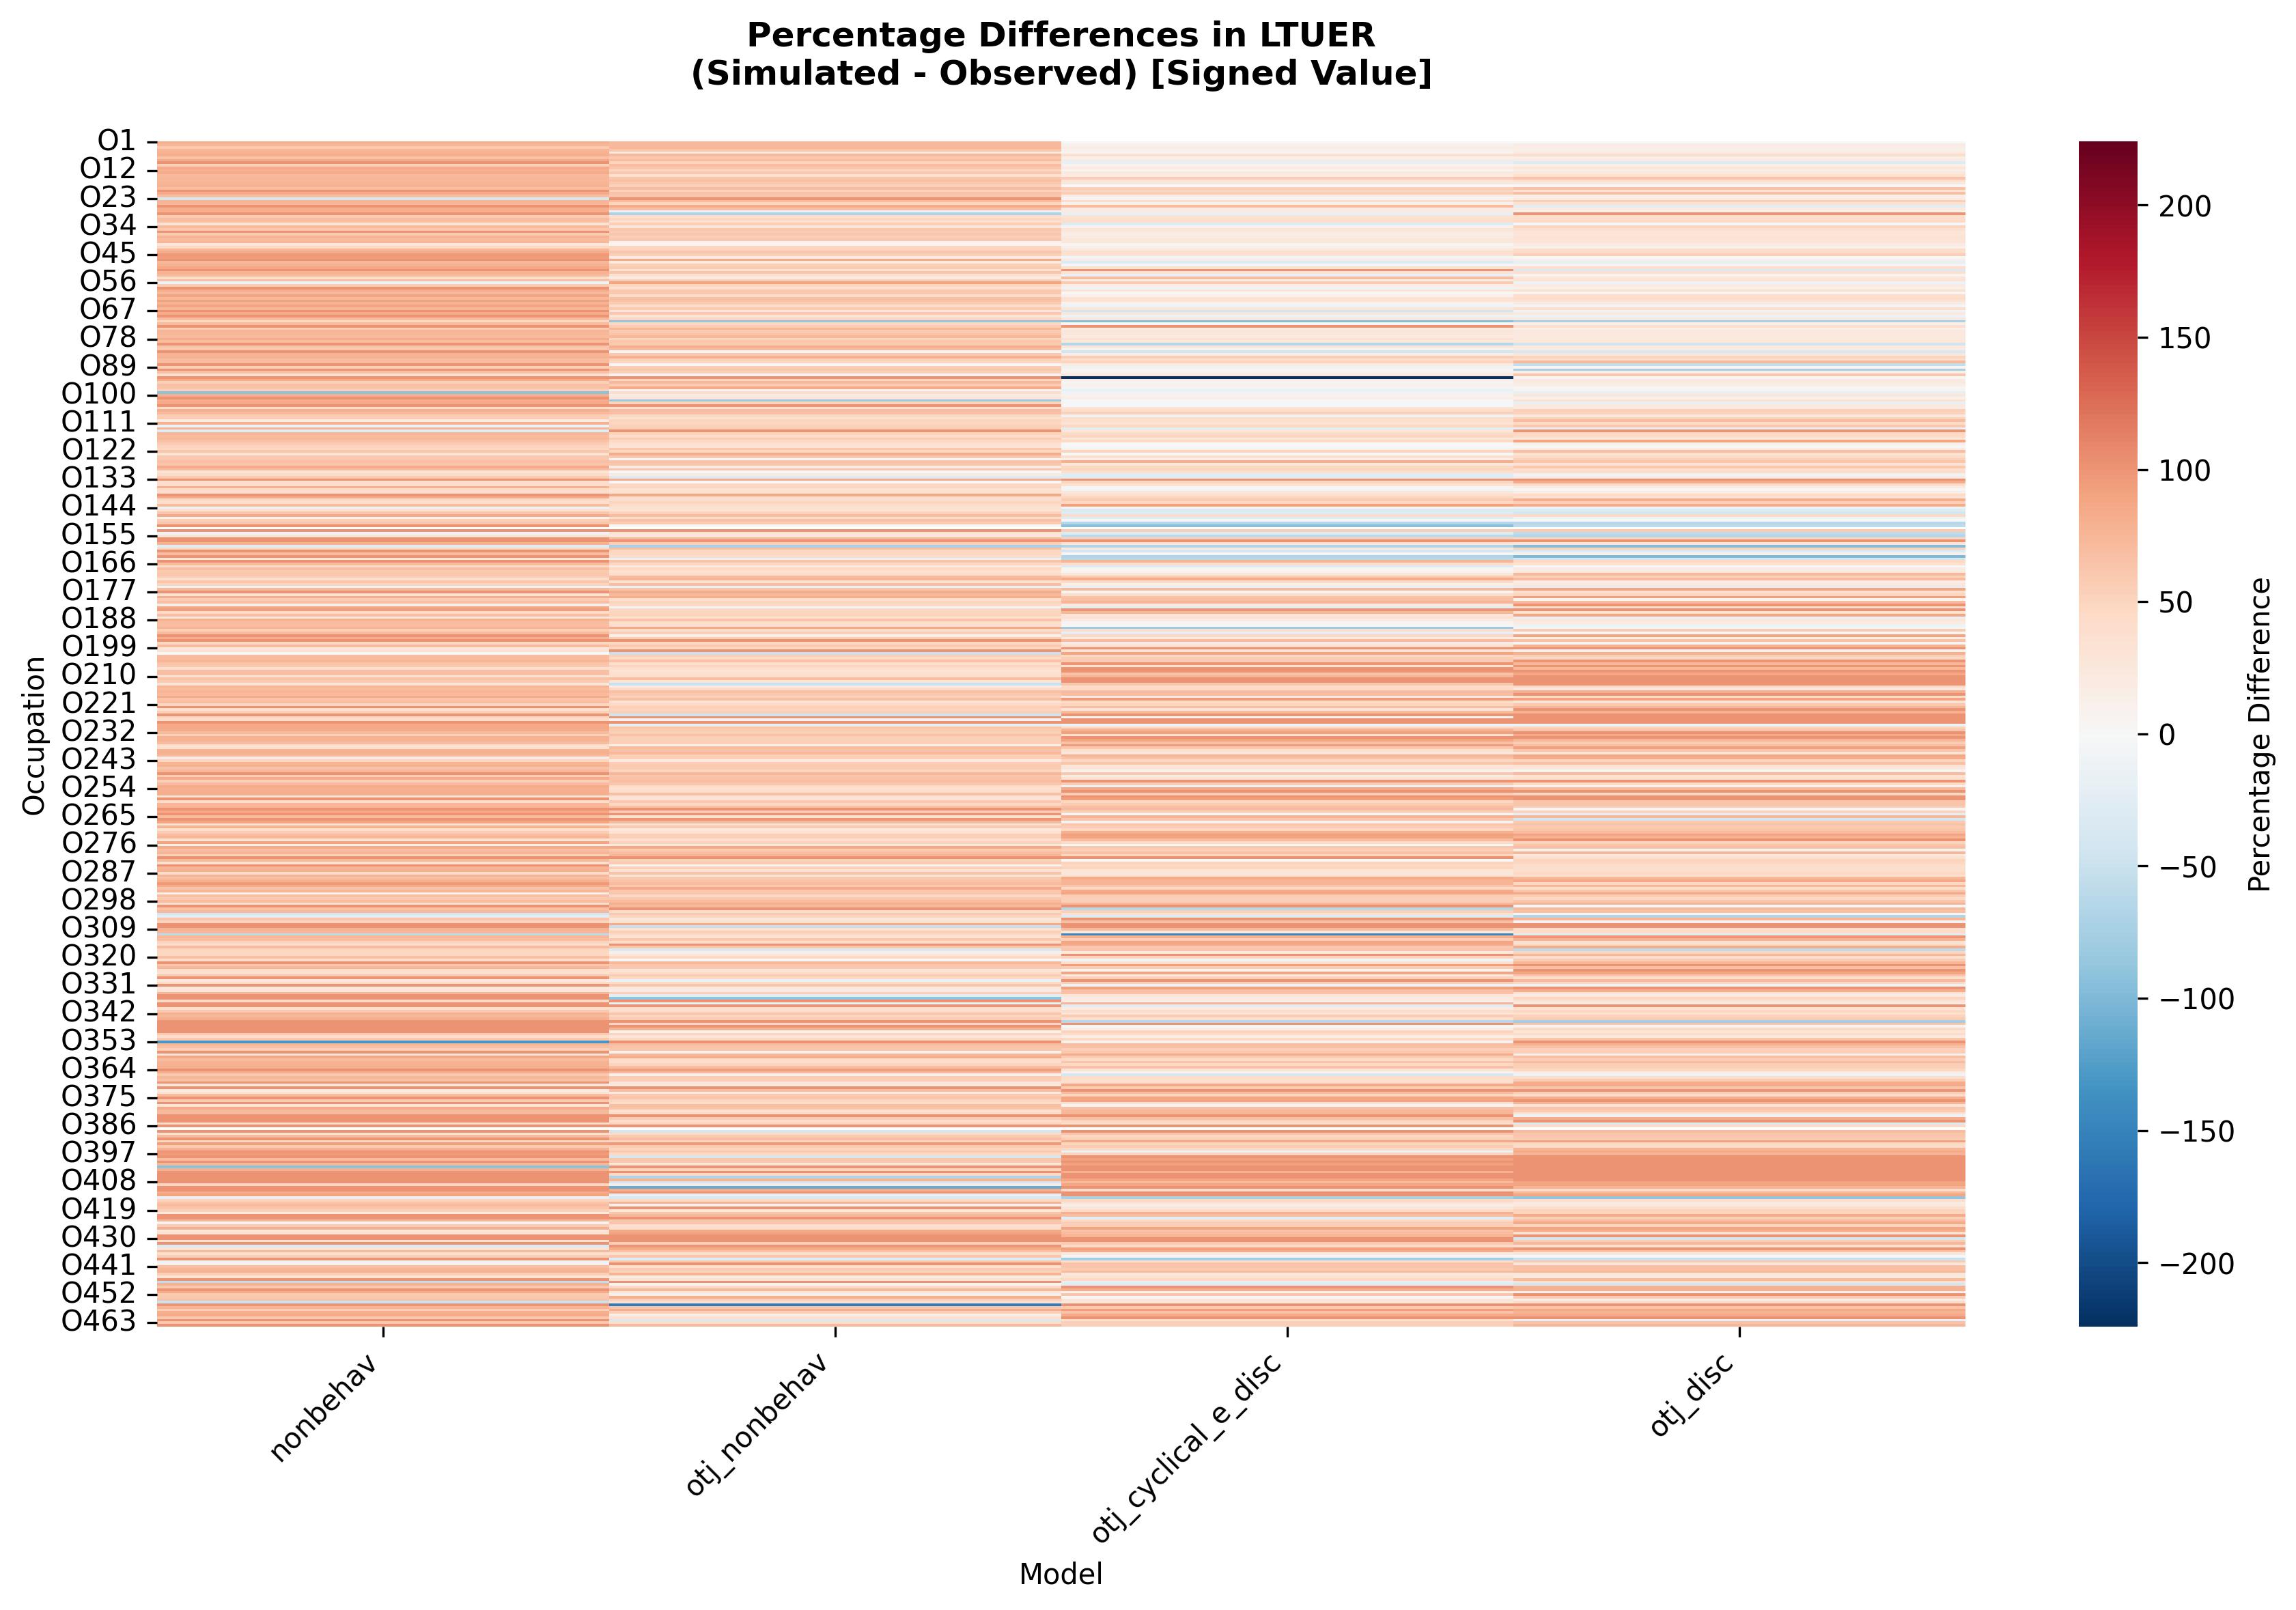 Percentage Differences in LTUER
(Simulated - Observed) [Signed Value]
Occupation
O1
O12
O23
O34
O45
O56
O67
O78
O89
O100
O111
O122
O133
O144
O155
O166
O177
O188
O199
O210
O221
O232
O243
O254
O265
O276
O287
O298
O309
O320
O331
O342
O353
O364
O375
O386
O397
O408
O419
O430
O441
O452
O463
nonbehav
otj_nonbehav
otj_cyclical_e_disc
otj_disc
Model
200
150
100
50
0
−50
−100
−150
−200
Percentage Difference